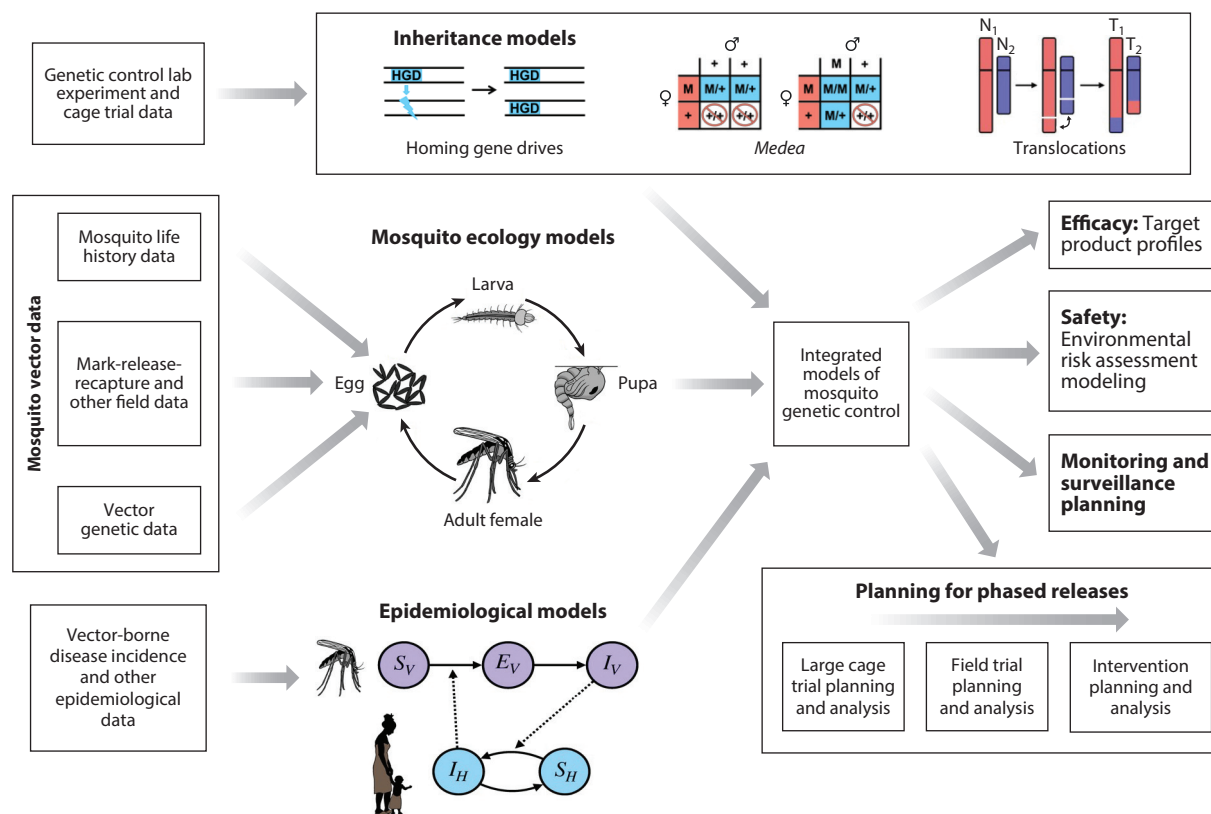 Genetic control lab
experiment and
cage trial data
Inheritance models
HGD
HGD
HGD
Homing gene drives
♂
+ +
♀
M M/+ M/+
+ +/+ +/+
♂
M +
♀
M M/M M/+
+ M/+ +/+
Medea
N1
N2
T1
T2
Translocations
Mosquito vector data
Mosquito life
history data
Mark-release-
recapture and
other field data
Vector
genetic data
Mosquito ecology models
Larva
Egg
Pupa
Adult female
Integrated
models of
mosquito
genetic control
Efficacy: Target
product profiles
Safety:
Environmental
risk assessment
modeling
Monitoring and
surveillance
planning
Vector-borne
disease incidence
and other
epidemiological
data
Epidemiological models
SV
EV
IV
IH
SH
Planning for phased releases
Large cage
trial planning
and analysis
Field trial
planning
and analysis
Intervention
planning and
analysis